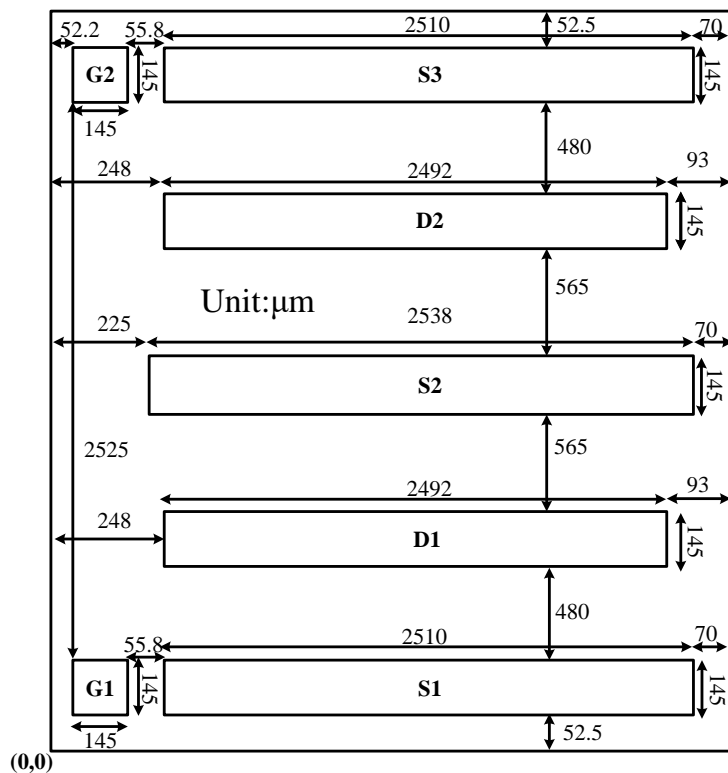 52.2 55.8 2510 52.5 70
G2 145 S3 145
145 480
248 2492 93
D2 145
Unit:μm 565
225 2538 70
S2 145
2525 565
248 2492 93
D1 145
480
55.8 2510 70
G1 145 S1 145
145 52.5
(0,0)